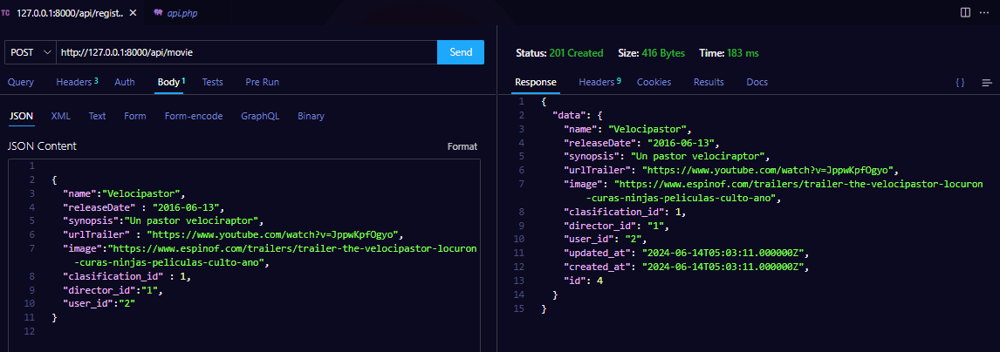 TC 127.0.0.1:8000/api/regist.. × api.php ...
POST http://127.0.0.1:8000/api/movie Send
Query Headers 3 Auth Body 1 Tests Pre Run
JSON XML Text Form Form-encode GraphQL Binary
JSON Content Format
1
2 {
3 "name":"Velocipastor",
4 "releaseDate" : "2016-06-13",
5 "synopsis":"Un pastor velociraptor",
6 "urlTrailer" : "https://www.youtube.com/watch?v=JppwKpfOgyo",
7 "image":"https://www.espinof.com/trailers/trailer-the-velocipastor-locuron
-curas-ninjas-peliculas-culto-ano",
8 "clasification_id" : 1,
9 "director_id":"1",
10 "user_id":"2"
11 }
12
Status: 201 Created Size: 416 Bytes Time: 183 ms
Response Headers 9 Cookies Results Docs { }
1 {
2 "data": {
3 "name": "Velocipastor",
4 "releaseDate": "2016-06-13",
5 "synopsis": "Un pastor velociraptor",
6 "urlTrailer": "https://www.youtube.com/watch?v=JppwKpfOgyo",
7 "image": "https://www.espinof.com/trailers/trailer-the-velocipastor-locuron
-curas-ninjas-peliculas-culto-ano",
8 "clasification_id": 1,
9 "director_id": "1",
10 "user_id": "2",
11 "updated_at": "2024-06-14T05:03:11.000000Z",
12 "created_at": "2024-06-14T05:03:11.000000Z",
13 "id": 4
14 }
15 }